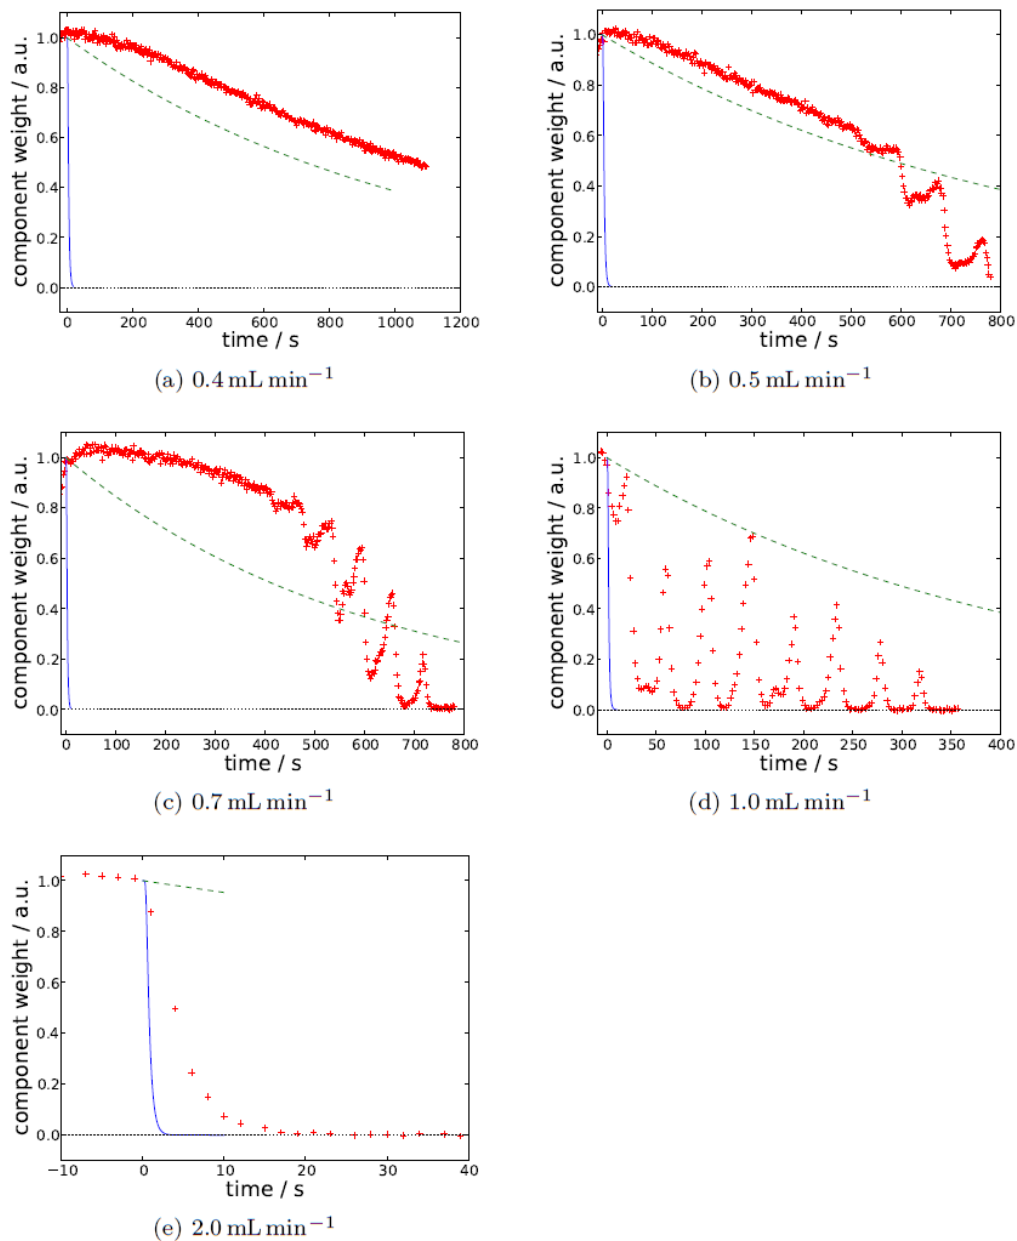 component weight / a.u.
1.0
0.8
0.6
0.4
0.2
0.0
0 200 400 600 800 1000 1200
time / s
(a) 0.4 mL min⁻¹
component weight / a.u.
1.0
0.8
0.6
0.4
0.2
0.0
0 100 200 300 400 500 600 700 800
time / s
(b) 0.5 mL min⁻¹
component weight / a.u.
1.0
0.8
0.6
0.4
0.2
0.0
0 100 200 300 400 500 600 700 800
time / s
(c) 0.7 mL min⁻¹
component weight / a.u.
1.0
0.8
0.6
0.4
0.2
0.0
0 50 100 150 200 250 300 350 400
time / s
(d) 1.0 mL min⁻¹
component weight / a.u.
1.0
0.8
0.6
0.4
0.2
0.0
−10 0 10 20 30 40
time / s
(e) 2.0 mL min⁻¹